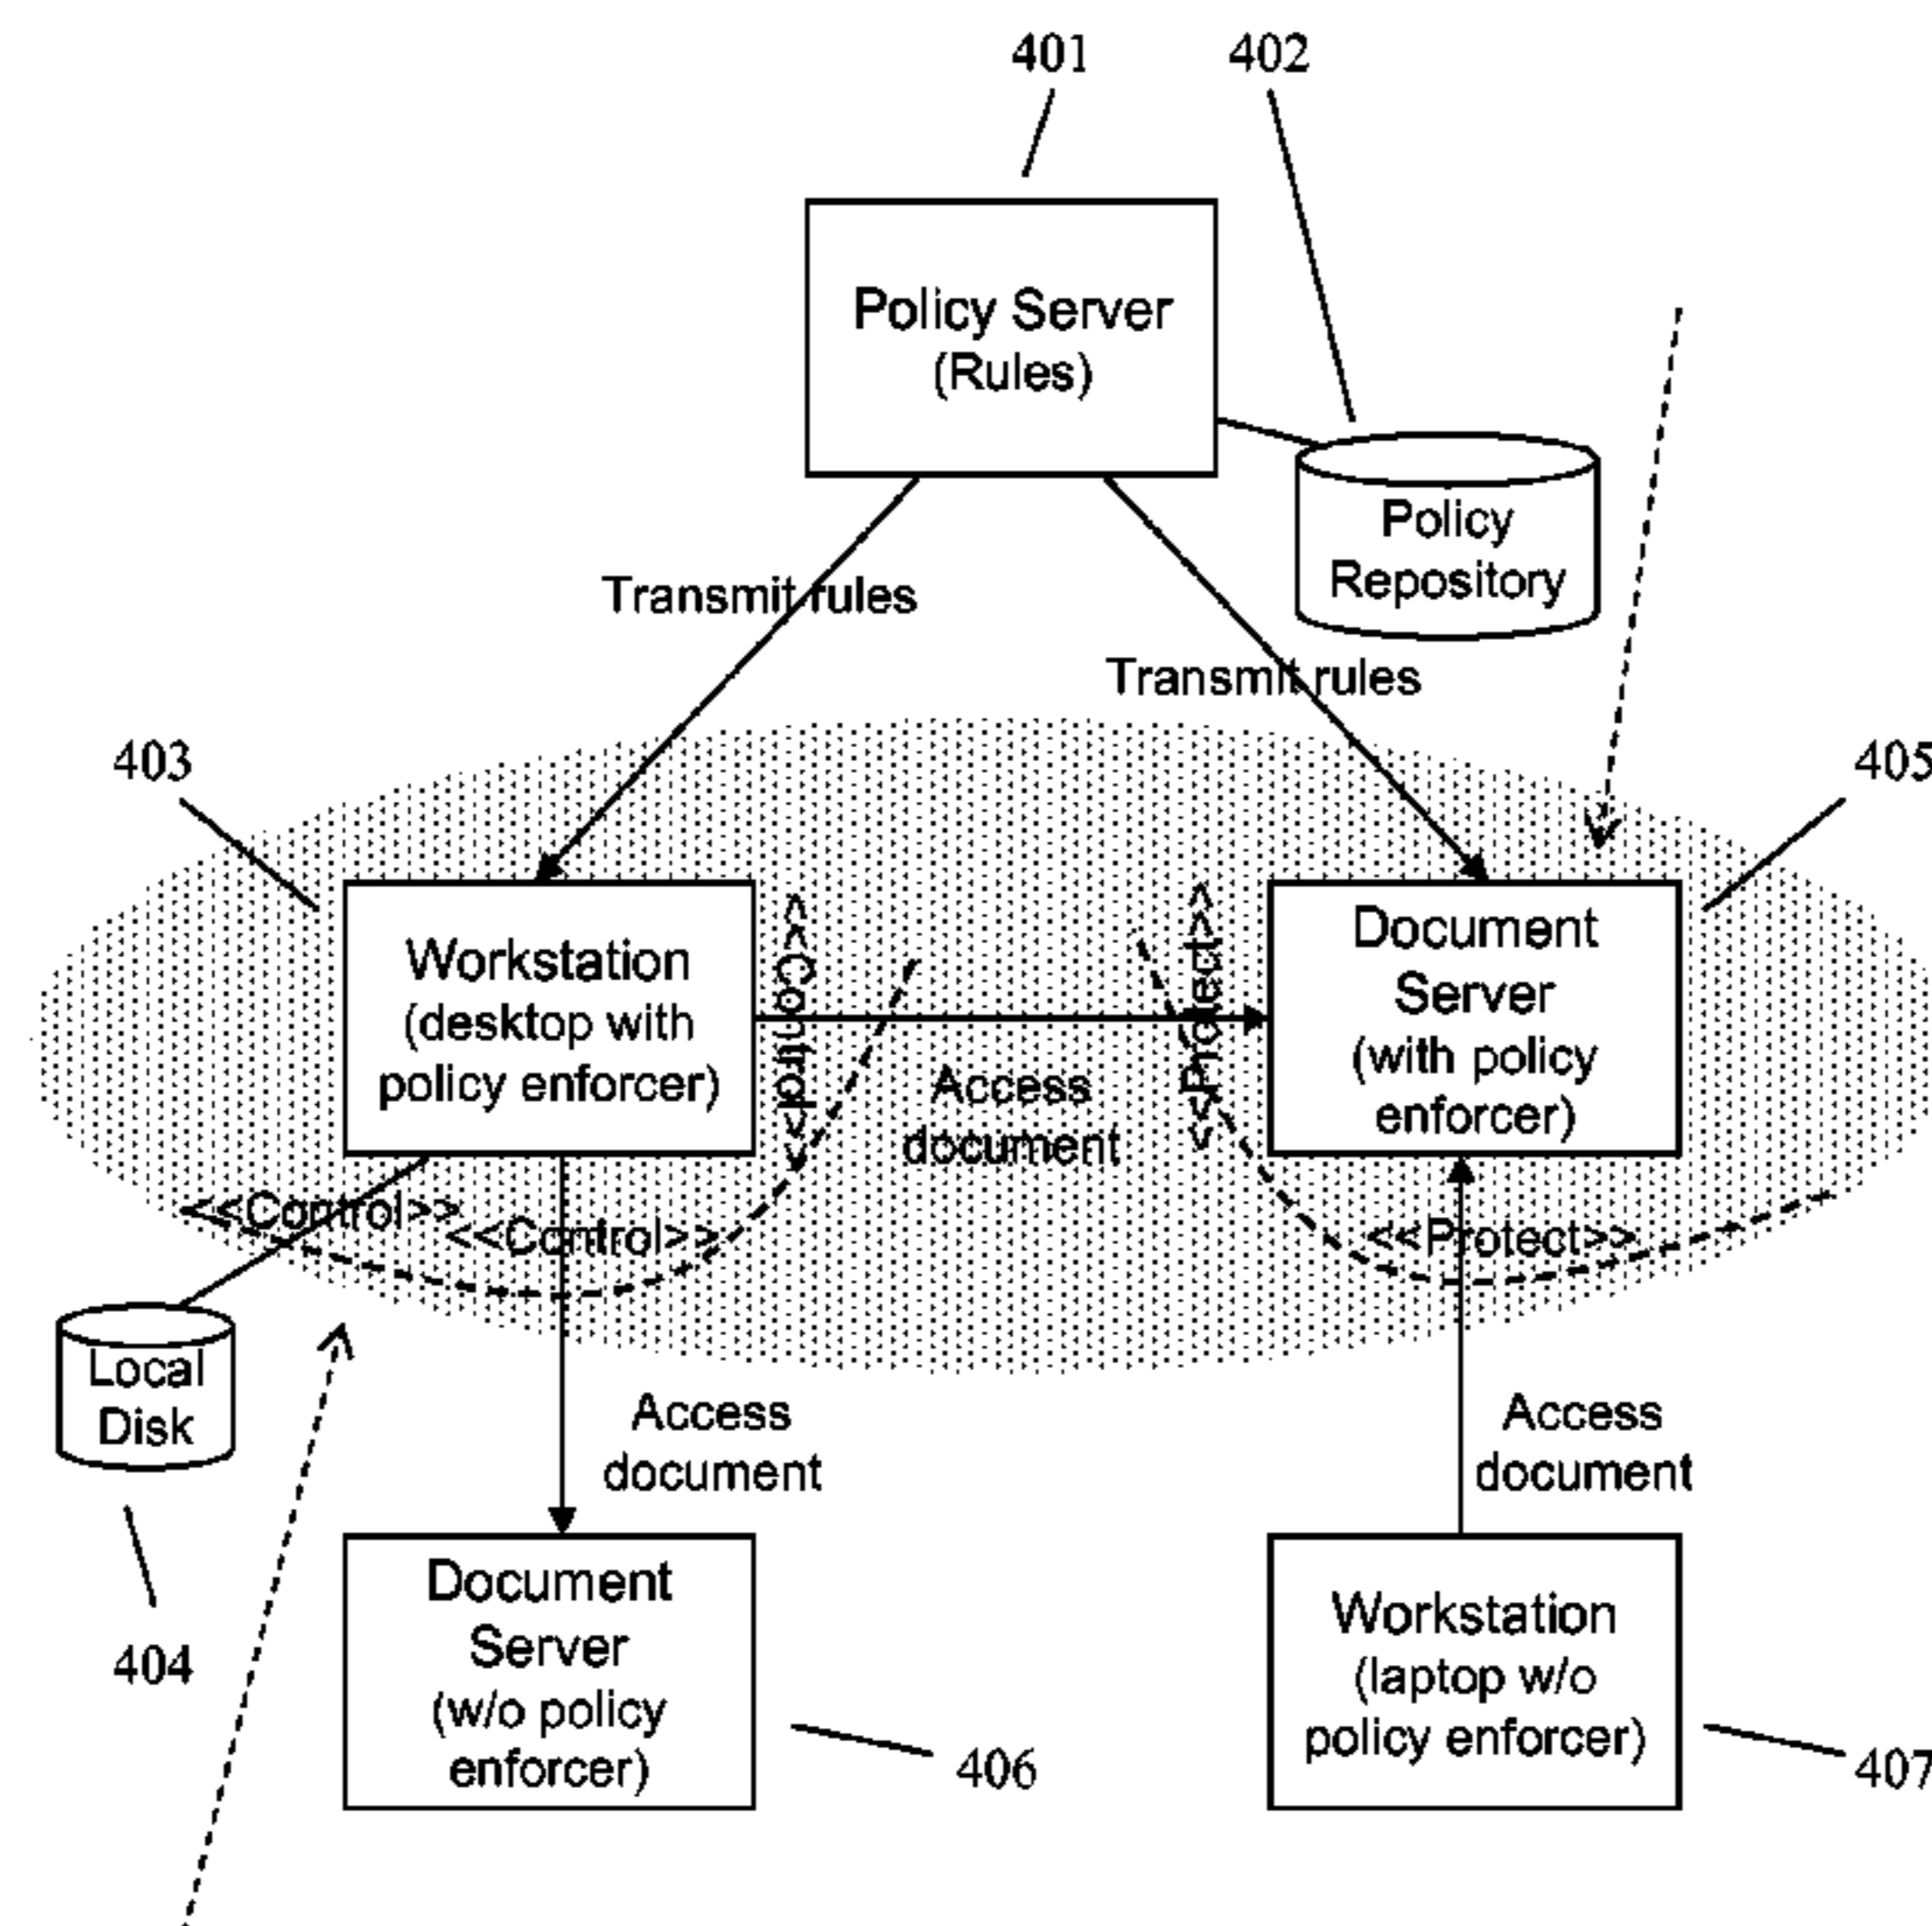 401
402
Policy Server
(Rules)
Policy
Repository
Transmit rules
Transmit rules
403
405
Workstation
(desktop with
policy enforcer)
<<Control>>
<<Protect>>
Document
Server
(with policy
enforcer)
Access
document
<<Control>>
<<Control>>
<<Protect>>
Local
Disk
Access
document
Access
document
404
Document
Server
(w/o policy
enforcer)
406
Workstation
(laptop w/o
policy enforcer)
407